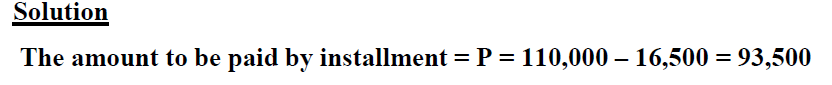 Solution
The amount to be paid by installment = P = 110,000 – 16,500 = 93,500